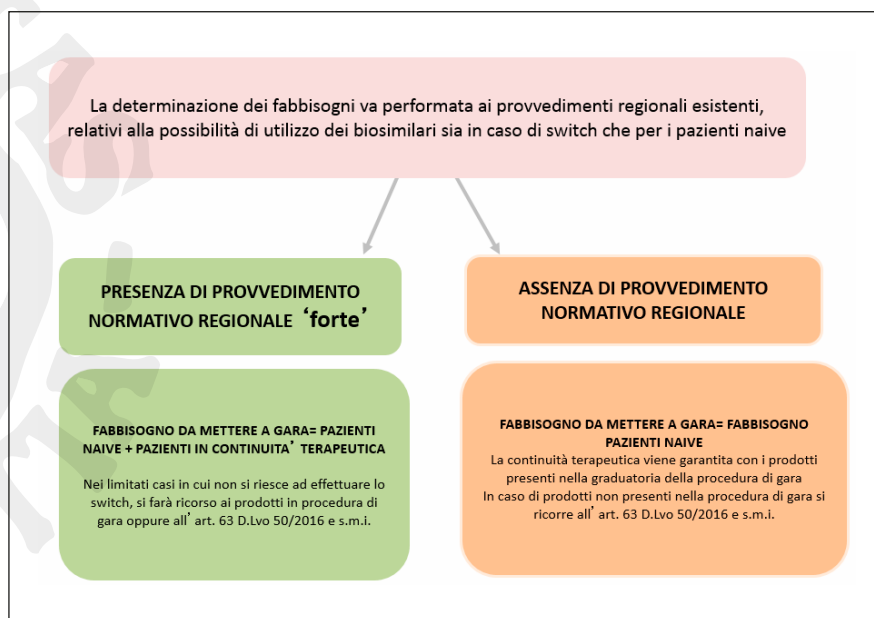 La determinazione dei fabbisogni va performata ai provvedimenti regionali esistenti,
relativi alla possibilità di utilizzo dei biosimilari sia in caso di switch che per i pazienti naive
PRESENZA DI PROVVEDIMENTO
NORMATIVO REGIONALE ‘forte’
FABBISOGNO DA METTERE A GARA= PAZIENTI
NAIVE + PAZIENTI IN CONTINUITA’ TERAPEUTICA
Nei limitati casi in cui non si riesce ad effettuare lo
switch, si farà ricorso ai prodotti in procedura di
gara oppure all’ art. 63 D.Lvo 50/2016 e s.m.i.
ASSENZA DI PROVVEDIMENTO
NORMATIVO REGIONALE
FABBISOGNO DA METTERE A GARA= FABBISOGNO
PAZIENTI NAIVE
La continuità terapeutica viene garantita con i prodotti
presenti nella graduatoria della procedura di gara
In caso di prodotti non presenti nella procedura di gara si
ricorre all’ art. 63 D.Lvo 50/2016 e s.m.i.